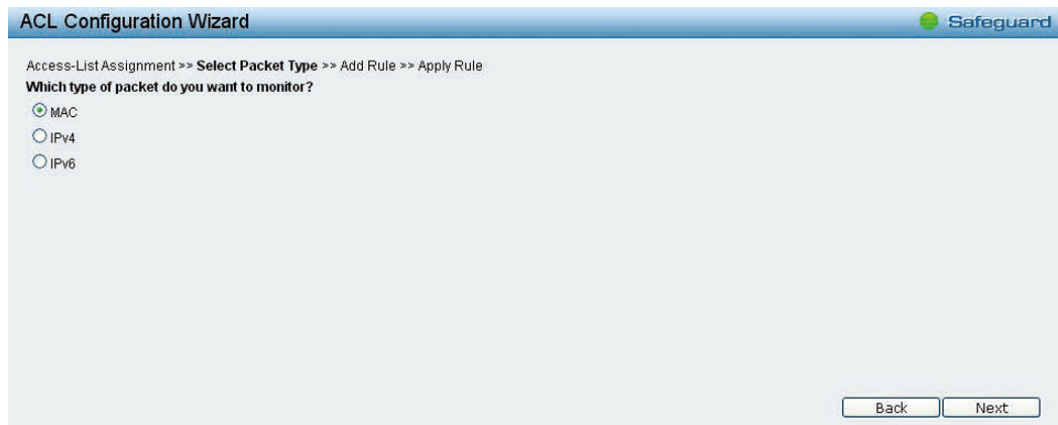 ACL Configuration Wizard
Safeguard
Access-List Assignment >> Select Packet Type >> Add Rule >> Apply Rule
Which type of packet do you want to monitor?
MAC
IPv4
IPv6
Back
Next